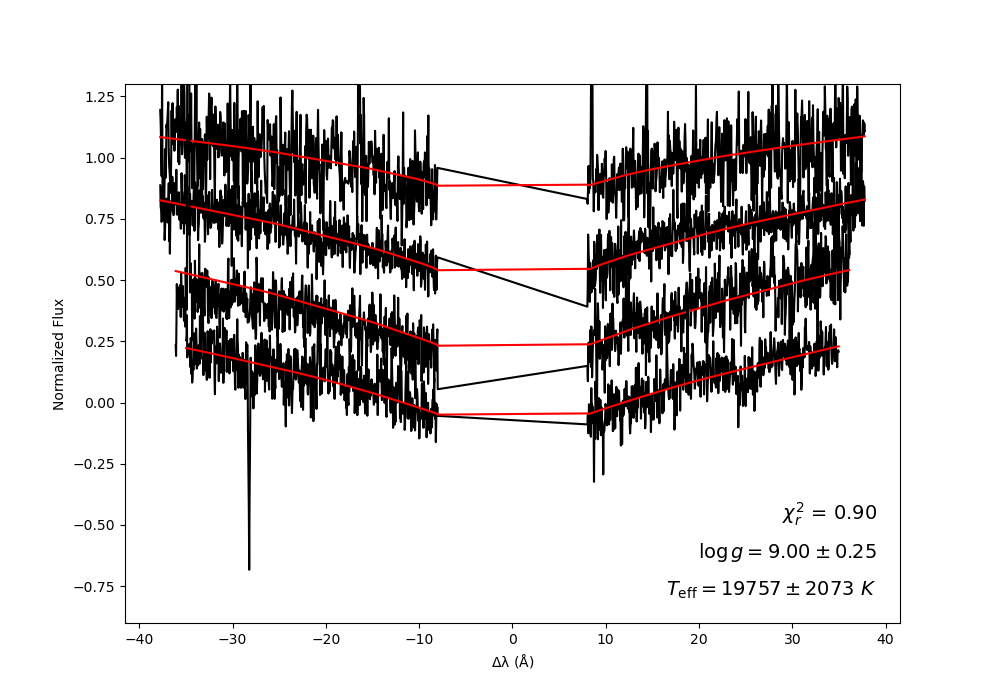 1.25
1.00
0.75
0.50
0.25
0.00
−0.25
−0.50
−0.75
Normalized Flux
χ²ᵣ = 0.90
log g = 9.00 ± 0.25
T_eff = 19757 ± 2073 K
−40 −30 −20 −10 0 10 20 30 40
Δλ (Å)